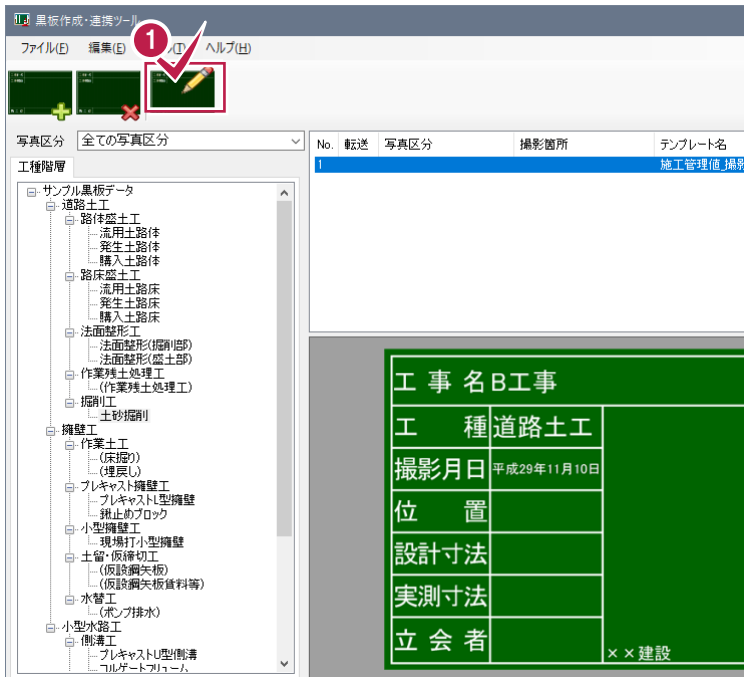 黒板作成・連携ツール
ファイル(F) 編集(E) (T) ヘルプ(H)
1
写真区分 全ての写真区分
工種階層
サンプル黒板データ
道路土工
路体盛土工
流用土路体
発生土路体
購入土路体
路床盛土工
流用土路床
発生土路床
購入土路床
法面整形工
法面整形(掘削部)
法面整形(盛土部)
作業残土処理工
(作業残土処理工)
掘削工
土砂掘削
擁壁工
作業土工
(床掘り)
(埋戻し)
プレキャスト擁壁工
プレキャストL型擁壁
鋲止めブロック
小型擁壁工
現場打小型擁壁
土留・仮締切工
(仮設鋼矢板)
(仮設鋼矢板賃料等)
水替工
(ポンプ排水)
小型水路工
側溝工
プレキャストU型側溝
コルゲートフリューム
No. 転送 写真区分 撮影箇所 テンプレート名
1 施工管理値_撮影
工事名 B工事
工種 道路土工
撮影月日 平成29年11月10日
位置
設計寸法
実測寸法
立会者
××建設